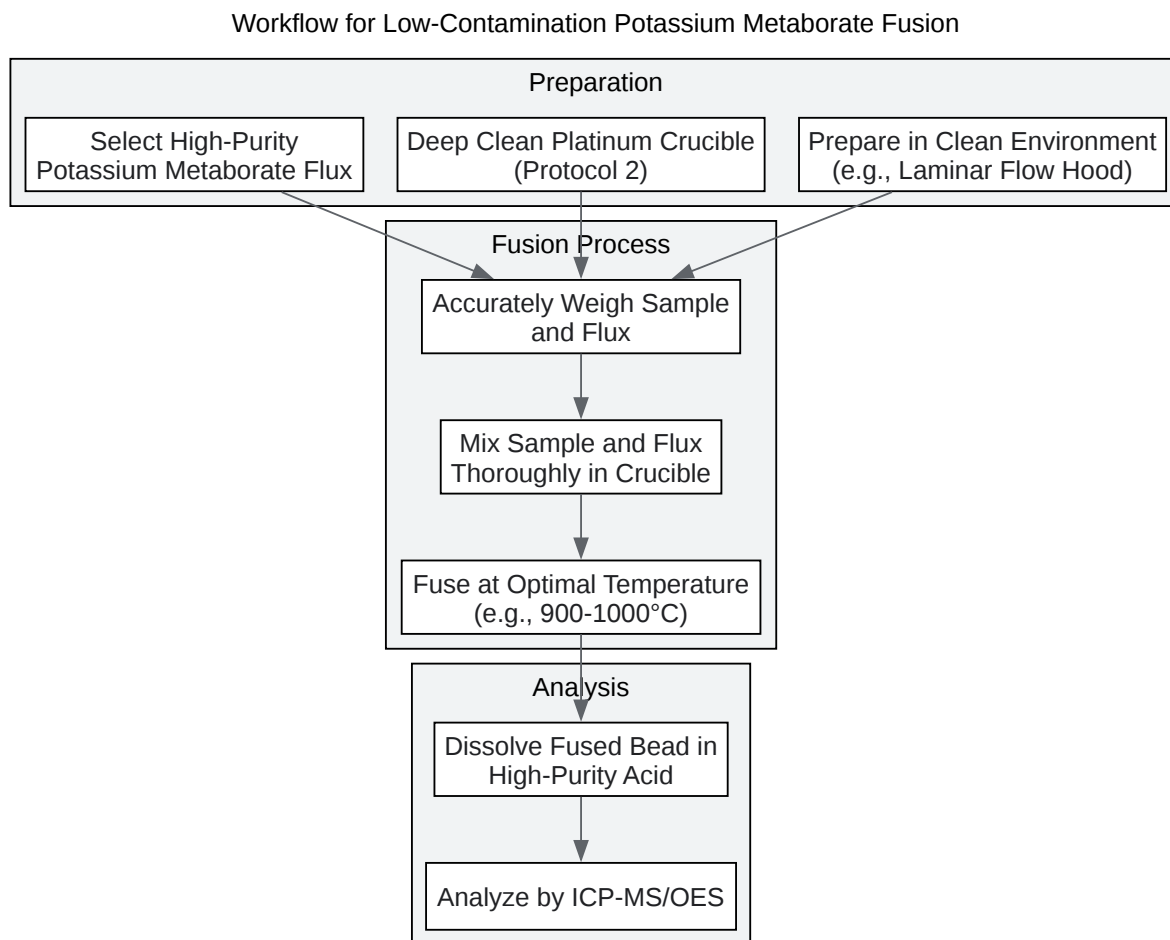 Workflow for Low-Contamination Potassium Metaborate Fusion
Preparation
Select High-Purity
Potassium Metaborate Flux
Deep Clean Platinum Crucible
(Protocol 2)
Prepare in Clean Environment
(e.g., Laminar Flow Hood)
Fusion Process
Accurately Weigh Sample
and Flux
Mix Sample and Flux
Thoroughly in Crucible
Fuse at Optimal Temperature
(e.g., 900-1000°C)
Analysis
Dissolve Fused Bead in
High-Purity Acid
Analyze by ICP-MS/OES